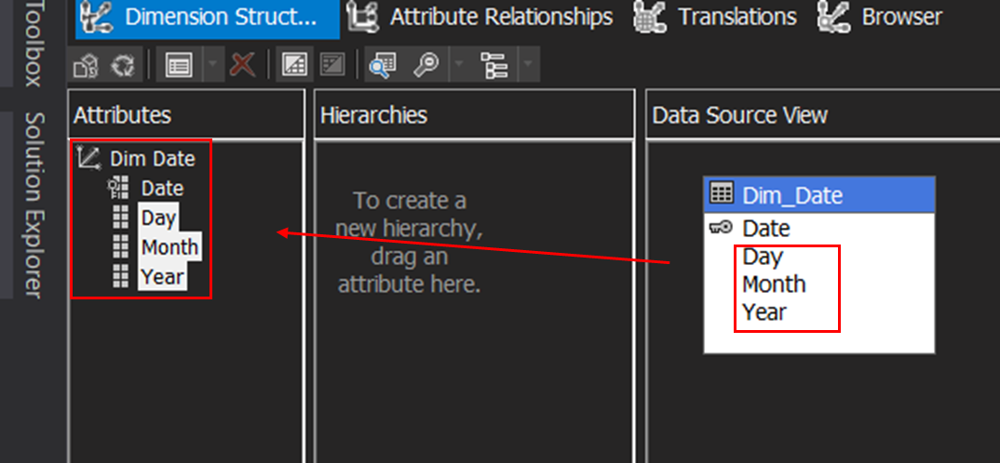 Toolbox
Solution Explorer
Dimension Struct...
Attribute Relationships
Translations
Browser
Attributes
Dim Date
Date
Day
Month
Year
Hierarchies
To create a
new hierarchy,
drag an
attribute here.
Data Source View
Dim_Date
Date
Day
Month
Year